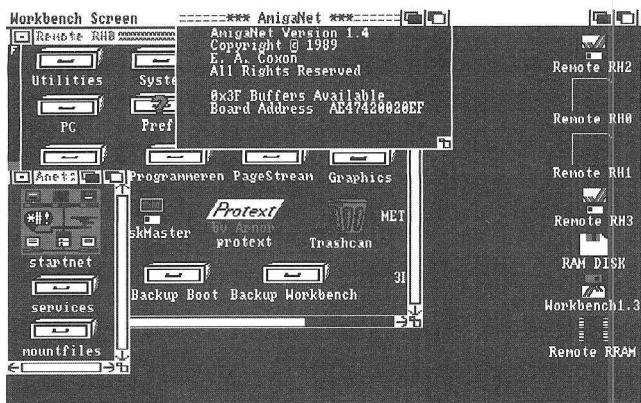 Workbench Screen
*** AmigaNet ***
AmigaNet Version 1.4
Copyright © 1989
E. A. Coxon
All Rights Reserved
0x3F Buffers Available
Board Address AE47420020EF
Remote RH0
Utilities
Syste
PC
Pref
Programmeren
PageStream
Graphics
skMaster
Protext
by Arnor
protext
Trashcan
MET
Backup Boot
Backup Workbench
3I
Anet
*#!
startnet
services
mountfiles
Remote RH2
Remote RH0
Remote RH1
Remote RH3
RAM DISK
Workbench1.3
Remote RRAM